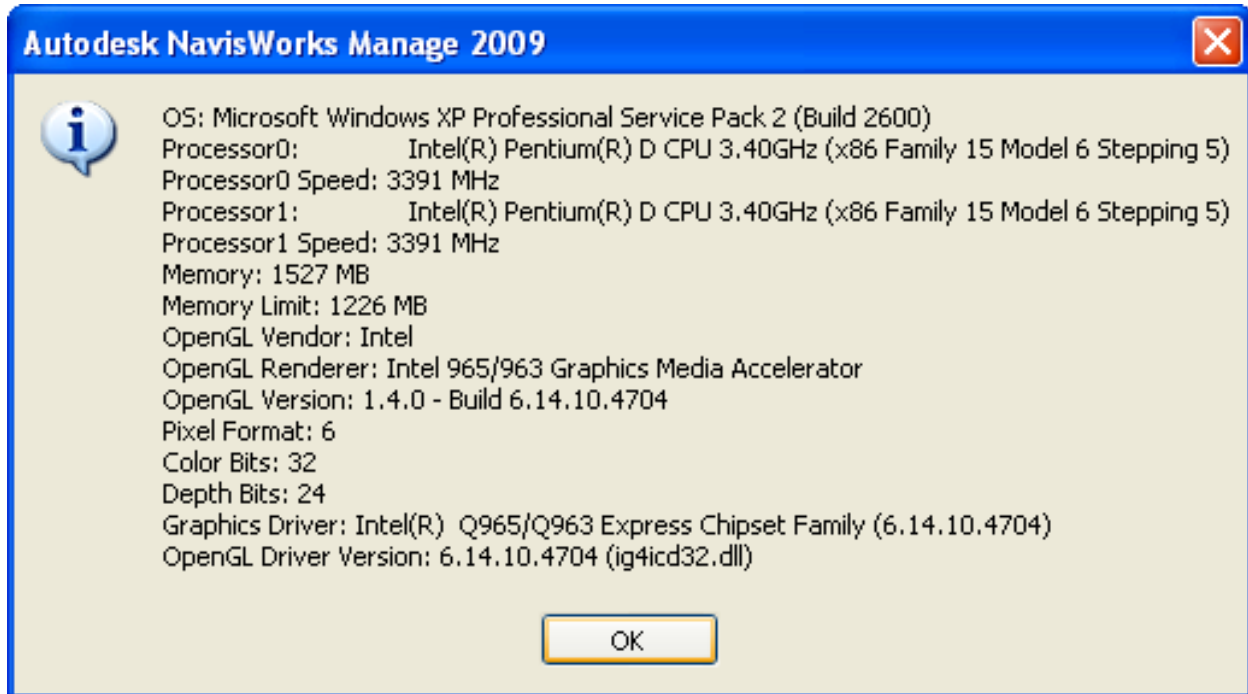 Autodesk NavisWorks Manage 2009
OS: Microsoft Windows XP Professional Service Pack 2 (Build 2600)
Processor0: Intel(R) Pentium(R) D CPU 3.40GHz (x86 Family 15 Model 6 Stepping 5)
Processor0 Speed: 3391 MHz
Processor1: Intel(R) Pentium(R) D CPU 3.40GHz (x86 Family 15 Model 6 Stepping 5)
Processor1 Speed: 3391 MHz
Memory: 1527 MB
Memory Limit: 1226 MB
OpenGL Vendor: Intel
OpenGL Renderer: Intel 965/963 Graphics Media Accelerator
OpenGL Version: 1.4.0 - Build 6.14.10.4704
Pixel Format: 6
Color Bits: 32
Depth Bits: 24
Graphics Driver: Intel(R)  Q965/Q963 Express Chipset Family (6.14.10.4704)
OpenGL Driver Version: 6.14.10.4704 (ig4icd32.dll)
OK